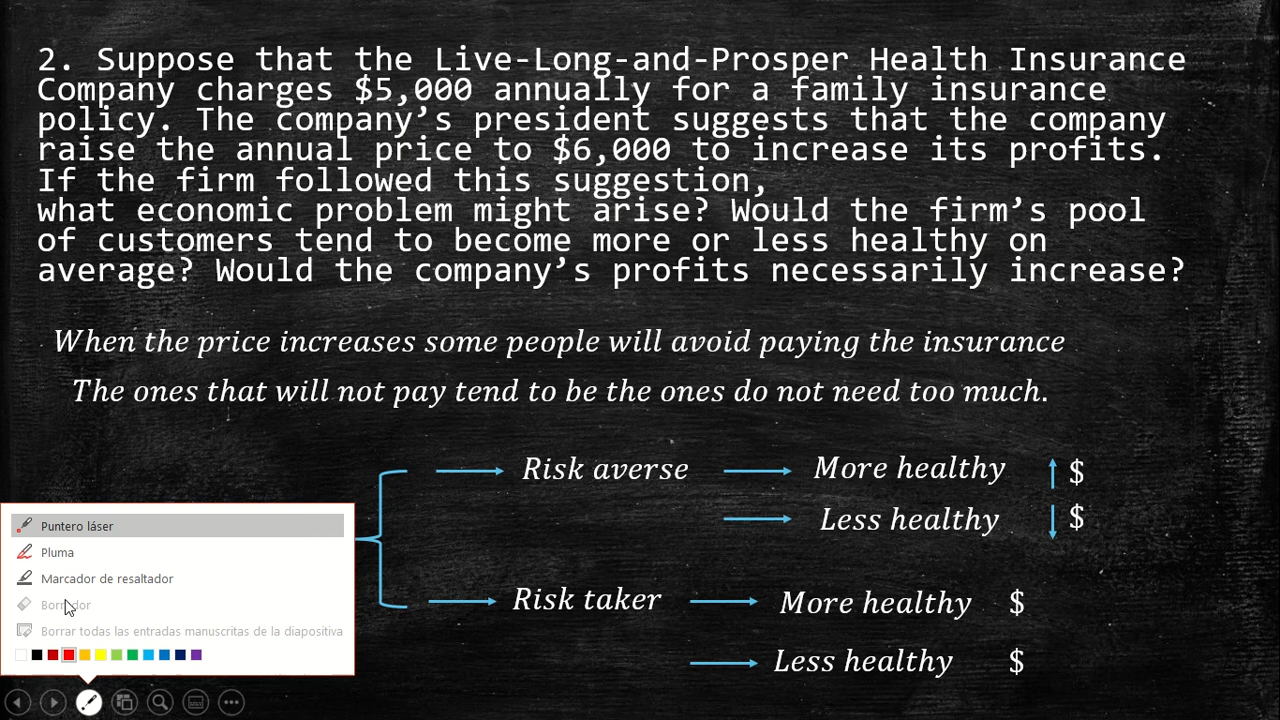 2. Suppose that the Live-Long-and-Prosper Health Insurance
Company charges $5,000 annually for a family insurance
policy. The company’s president suggests that the company
raise the annual price to $6,000 to increase its profits.
If the firm followed this suggestion,
what economic problem might arise? Would the firm’s pool
of customers tend to become more or less healthy on
average? Would the company’s profits necessarily increase?
When the price increases some people will avoid paying the insurance
The ones that will not pay tend to be the ones do not need too much.
Risk averse
More healthy
$
Less healthy
$
Risk taker
More healthy
$
Less healthy
$
Puntero láser
Pluma
Marcador de resaltador
Borrador
Borrar todas las entradas manuscritas de la diapositiva